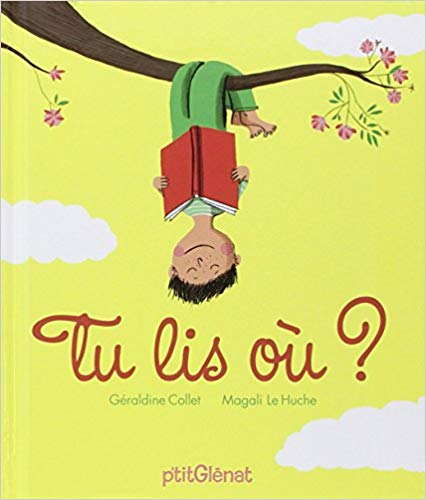 Tu lis où ?
Géraldine Collet Magali Le Huche
p'titGlénat